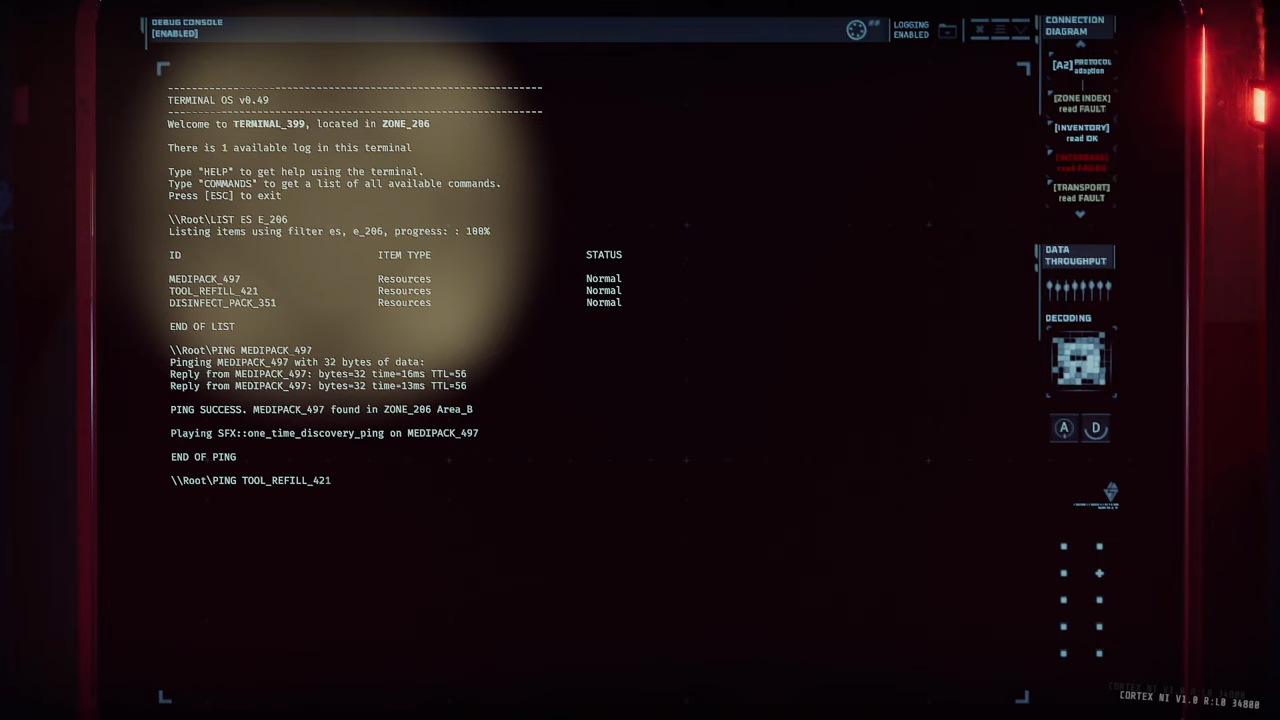 DEBUG CONSOLE
[ENABLED]
LOGGING
ENABLED
CONNECTION
DIAGRAM
[A2] PROTOCOL
adaption
[ZONE INDEX]
read FAULT
[INVENTORY]
read OK
read FAILED
[TRANSPORT]
read FAULT
DATA
THROUGHPUT
DECODING
A D
------------------------------------------------------------------
TERMINAL OS v0.49
------------------------------------------------------------------
Welcome to TERMINAL_399, located in ZONE_206
There is 1 available log in this terminal
Type "HELP" to get help using the terminal.
Type "COMMANDS" to get a list of all available commands.
Press [ESC] to exit
\\Root\LIST ES E_206
Listing items using filter es, e_206, progress: : 100%
ID ITEM TYPE STATUS
MEDIPACK_497 Resources Normal
TOOL_REFILL_421 Resources Normal
DISINFECT_PACK_351 Resources Normal
END OF LIST
\\Root\PING MEDIPACK_497
Pinging MEDIPACK_497 with 32 bytes of data:
Reply from MEDIPACK_497: bytes=32 time=16ms TTL=56
Reply from MEDIPACK_497: bytes=32 time=13ms TTL=56
PING SUCCESS. MEDIPACK_497 found in ZONE_206 Area_B
Playing SFX::one_time_discovery_ping on MEDIPACK_497
END OF PING
\\Root\PING TOOL_REFILL_421
CORTEX NI V1.0 R:L0 34800